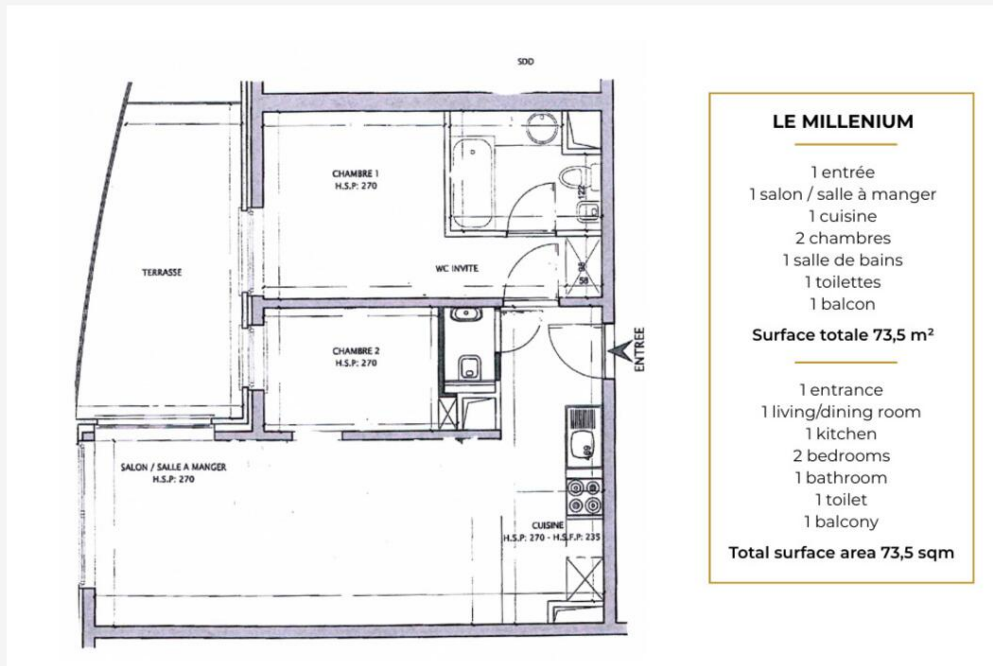 SDD
CHAMBRE 1
H.S.P: 270
122
TERRASSE
WC INVITE
98
58
CHAMBRE 2
H.S.P: 270
ENTREE
SALON / SALLE A MANGER
H.S.P: 270
CUISINE
H.S.P: 270 - H.S.F.P: 235
LE MILLENIUM
1 entrée
1 salon / salle à manger
1 cuisine
2 chambres
1 salle de bains
1 toilettes
1 balcon
Surface totale 73,5 m²
1 entrance
1 living/dining room
1 kitchen
2 bedrooms
1 bathroom
1 toilet
1 balcony
Total surface area 73,5 sqm